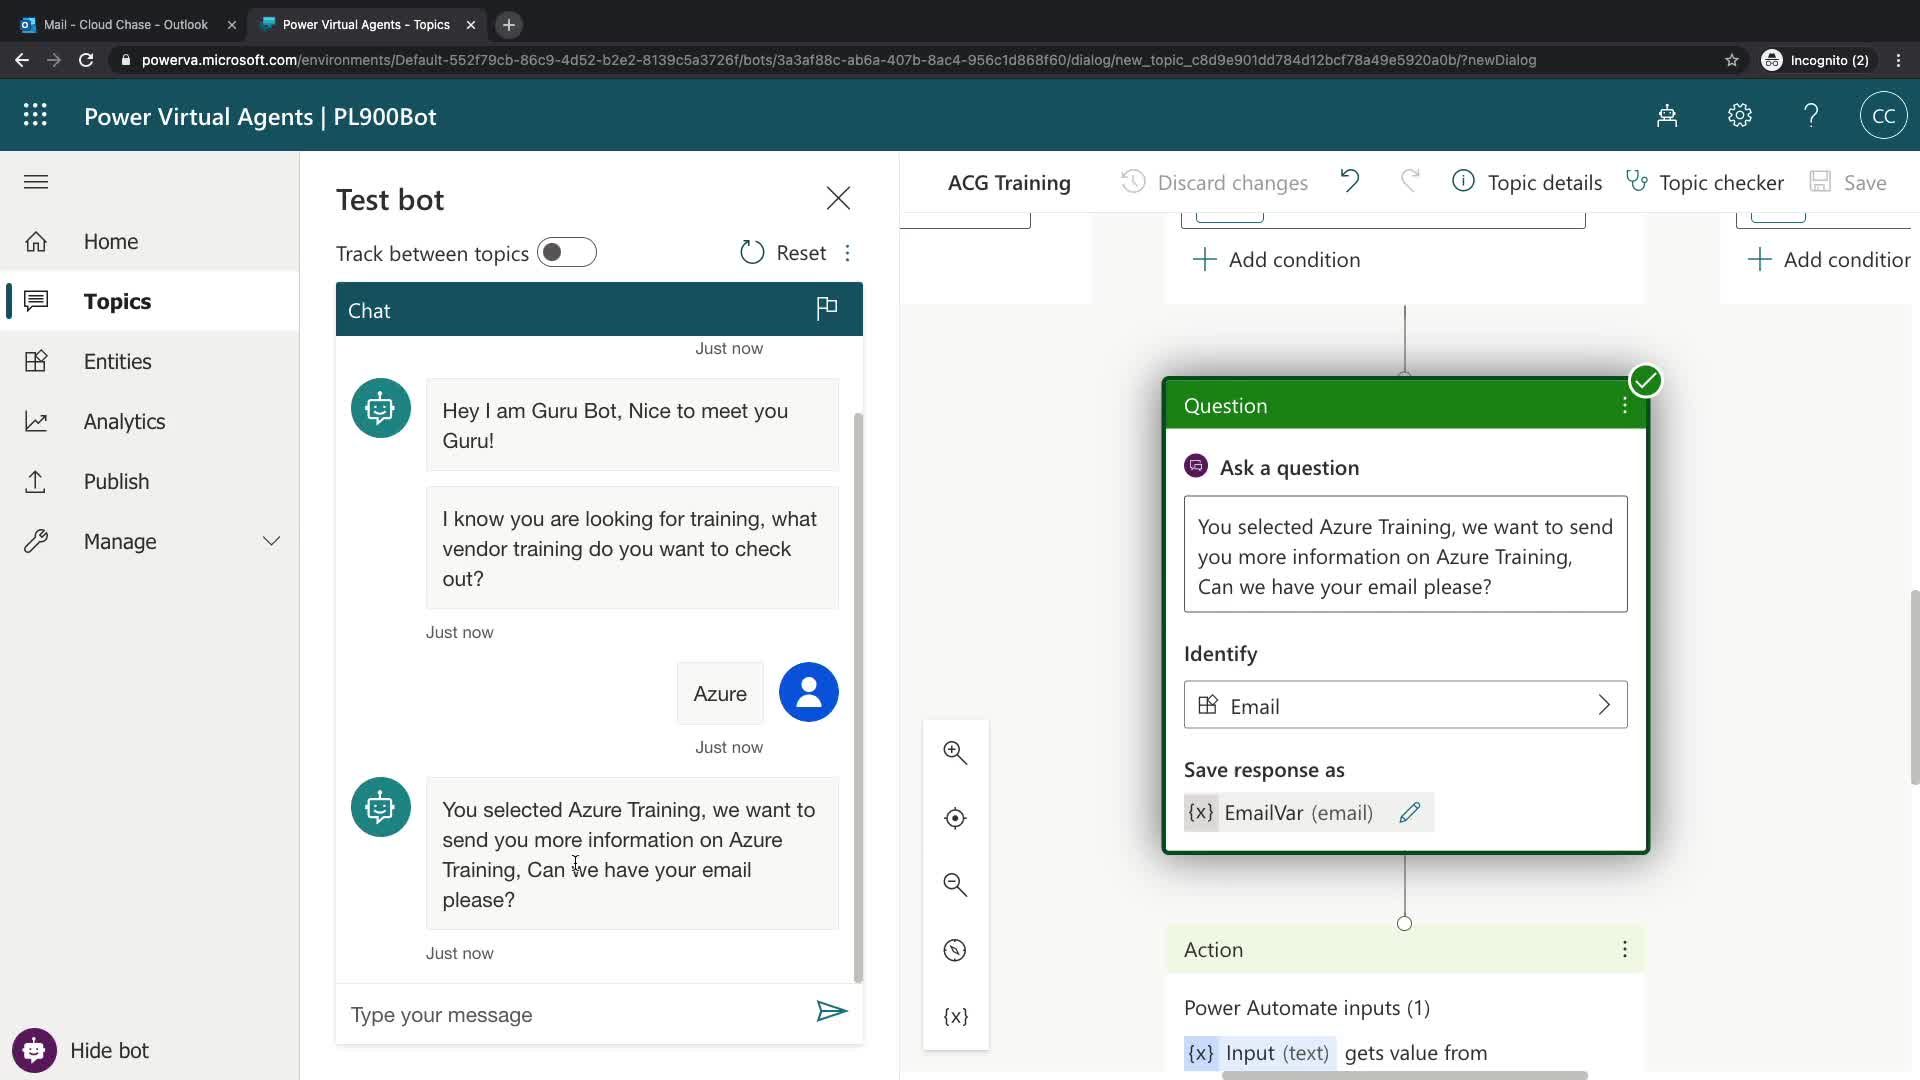 Mail - Cloud Chase - Outlook
Power Virtual Agents - Topics
powerva.microsoft.com/environments/Default-552f79cb-86c9-4d52-b2e2-8139c5a3726f/bots/3a3af88c-ab6a-407b-8ac4-956c1d868f60/dialog/new_topic_c8d9e901dd784d12bcf78a49e5920a0b/?newDialog
Incognito (2)
Power Virtual Agents | PL900Bot
CC
Home
Topics
Entities
Analytics
Publish
Manage
Hide bot
Test bot
Track between topics
Reset
Chat
Just now
Hey I am Guru Bot, Nice to meet you
Guru!
I know you are looking for training, what
vendor training do you want to check
out?
Just now
Azure
Just now
You selected Azure Training, we want to
send you more information on Azure
Training, Can we have your email
please?
Just now
Type your message
ACG Training
Discard changes
Topic details
Topic checker
Save
Add condition
Add condition
Question
Ask a question
You selected Azure Training, we want to send
you more information on Azure Training,
Can we have your email please?
Identify
Email
Save response as
{x} EmailVar (email)
{x}
Action
Power Automate inputs (1)
{x} Input (text) gets value from